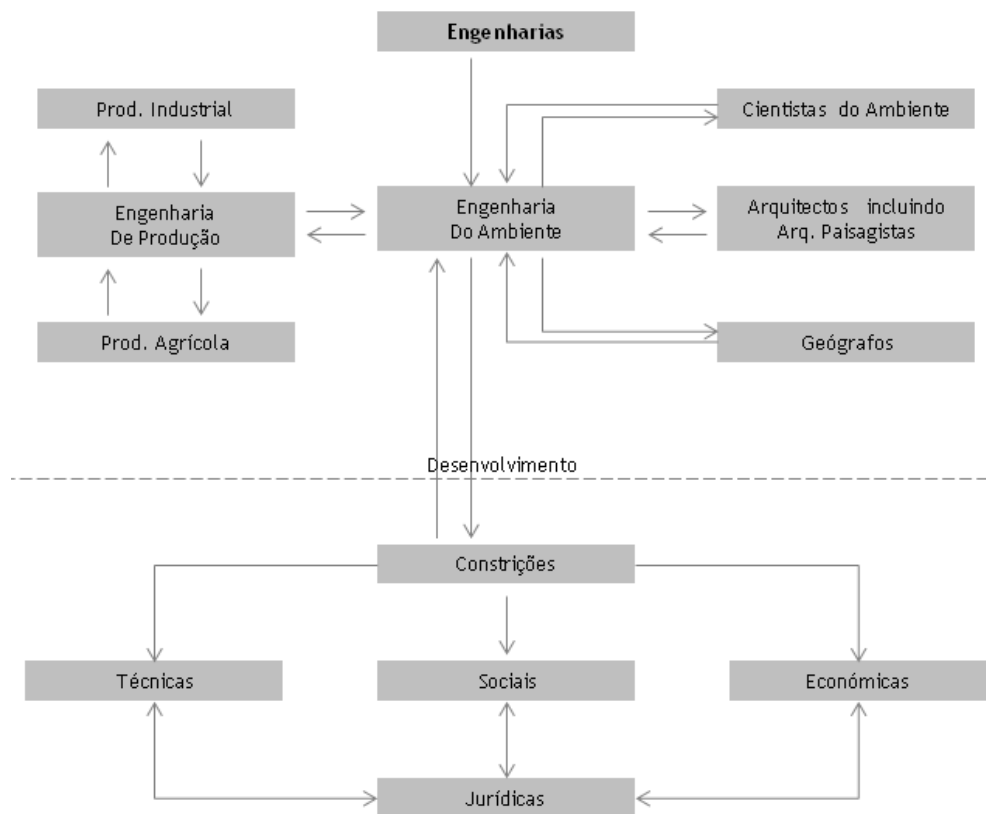 Engenharias
Prod. Industrial
Cientistas do Ambiente
Engenharia
De Produção
Engenharia
Do Ambiente
Arquitectos incluindo
Arq. Paisagistas
Prod. Agrícola
Geógrafos
Desenvolvimento
Constrições
Técnicas
Sociais
Económicas
Jurídicas